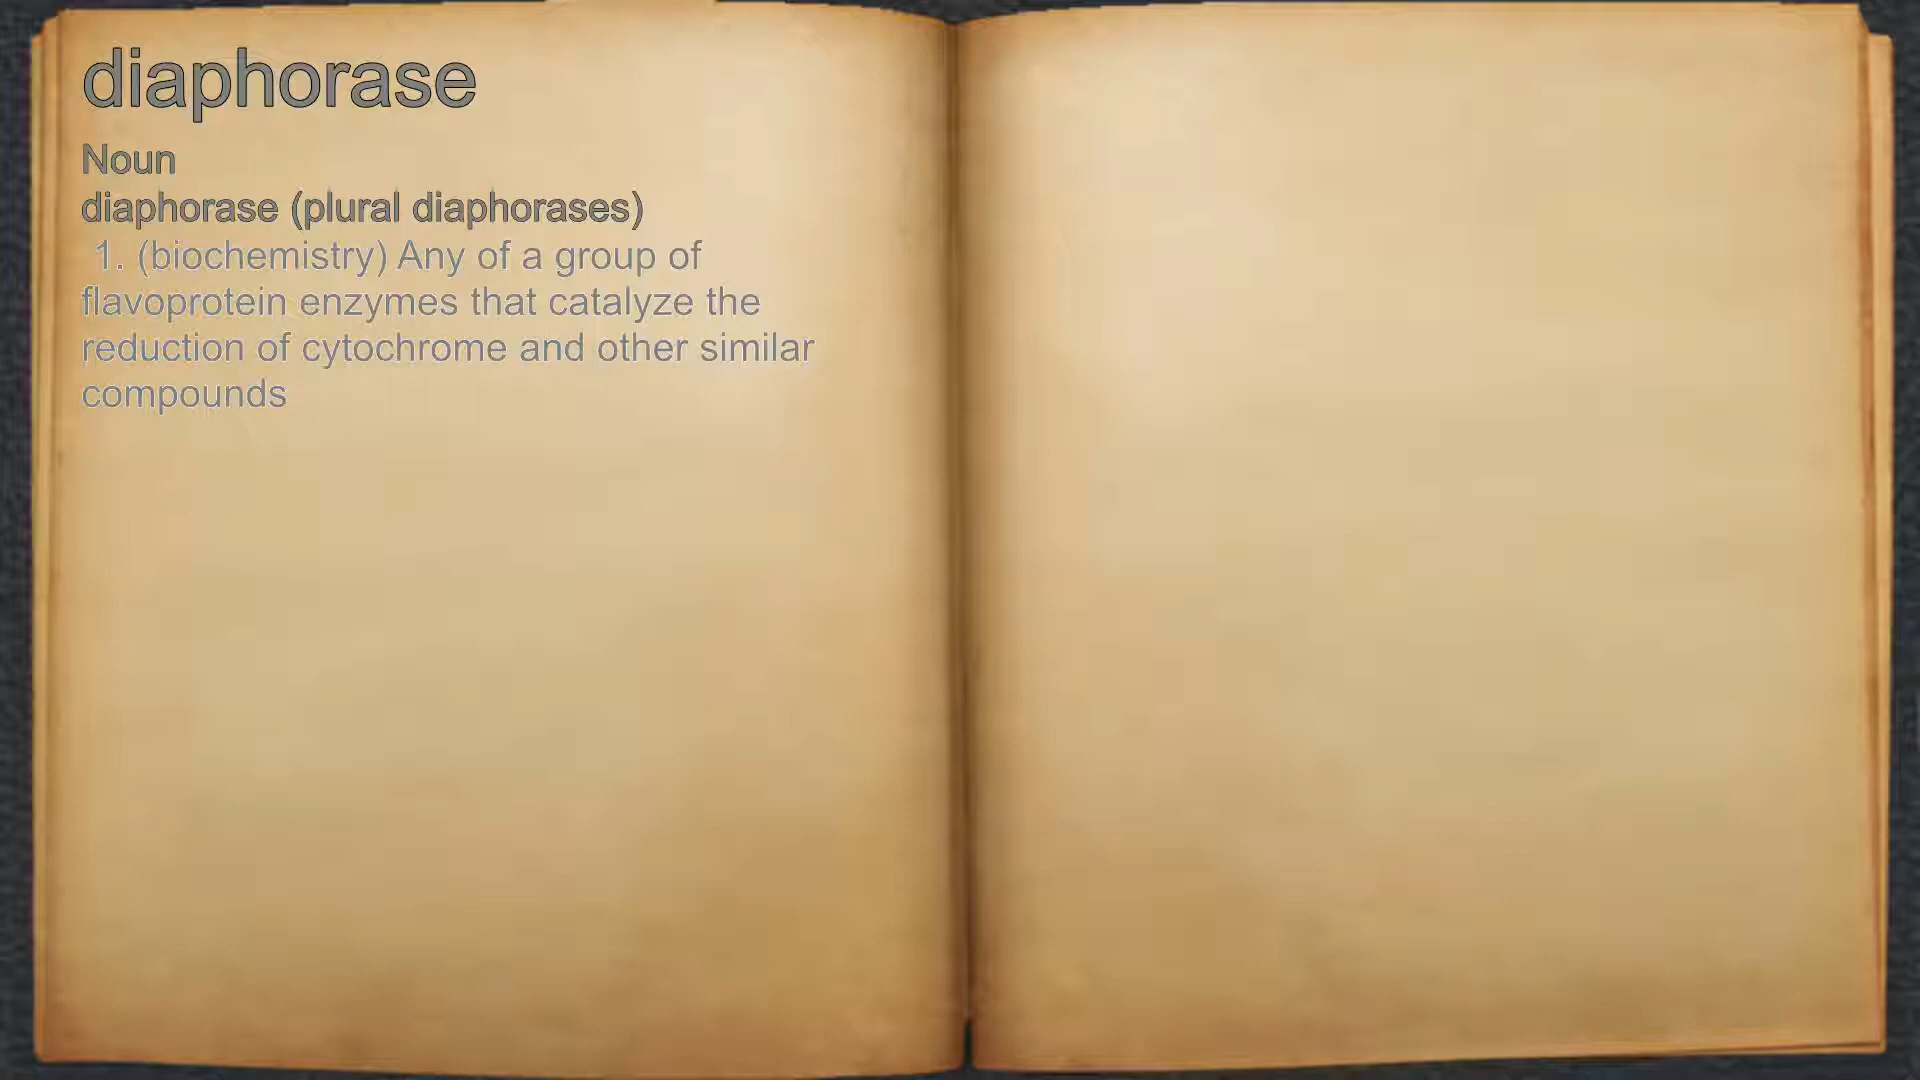 diaphorase
Noun
diaphorase (plural diaphorases)
1. (biochemistry) Any of a group of
flavoprotein enzymes that catalyze the
reduction of cytochrome and other similar
compounds